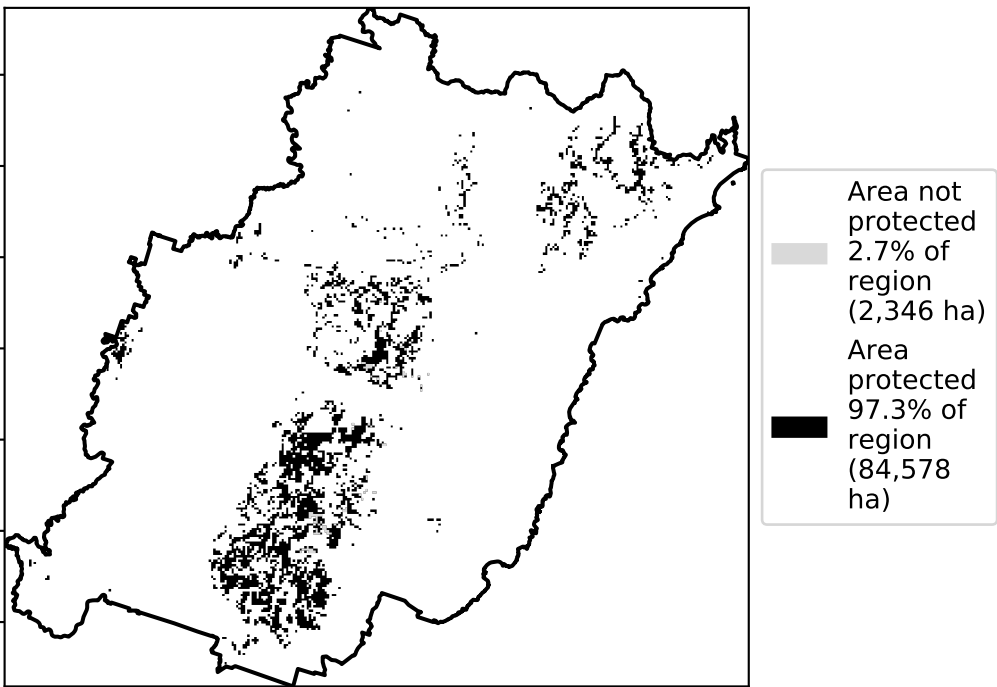 Area not
protected
2.7% of
region
(2,346 ha)
Area
protected
97.3% of
region
(84,578
ha)